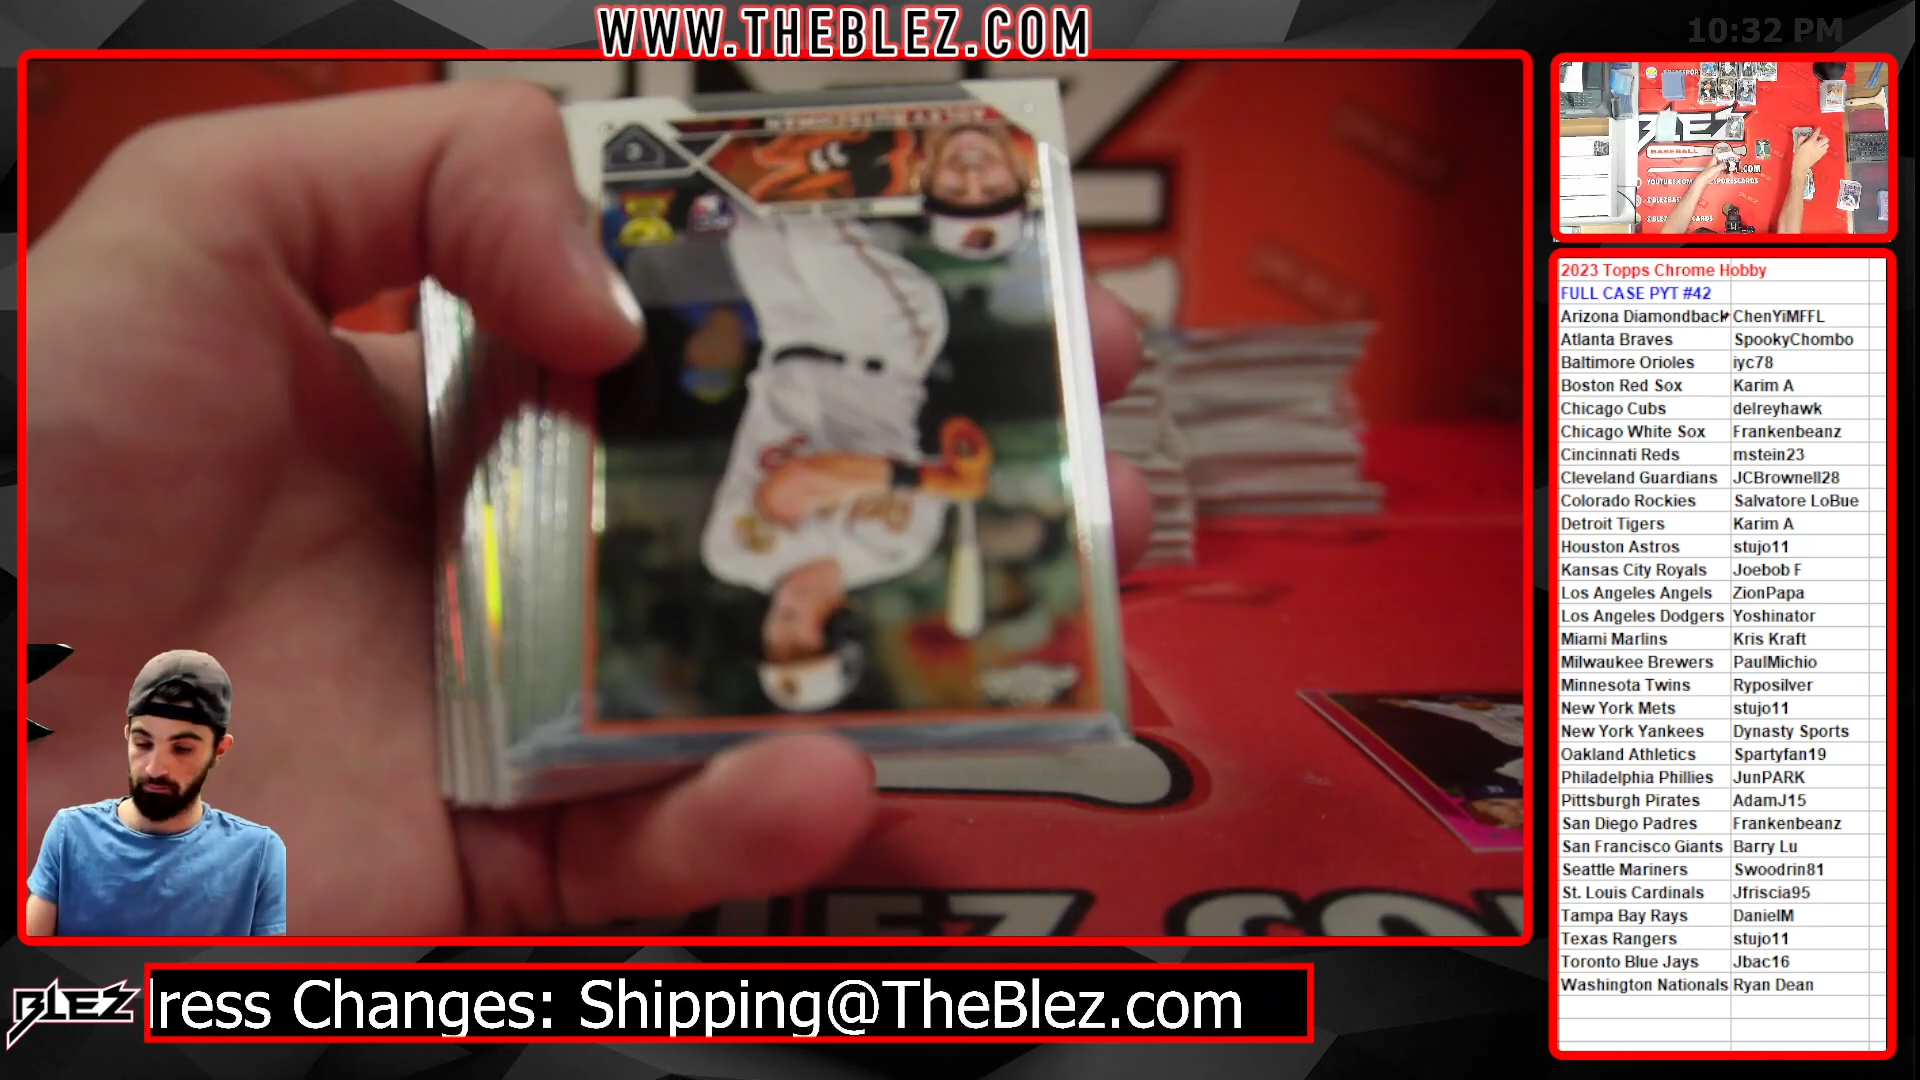 WWW.THEBLEZ.COM
10:32 PM
ADLEY RUTSCHMAN
BLEZ
BASEBALL
2023 Topps Chrome Hobby
FULL CASE PYT #42
Arizona Diamondback ChenYiMFFL
Atlanta Braves SpookyChombo
Baltimore Orioles iyc78
Boston Red Sox Karim A
Chicago Cubs delreyhawk
Chicago White Sox Frankenbeanz
Cincinnati Reds mstein23
Cleveland Guardians JCBrownell28
Colorado Rockies Salvatore LoBue
Detroit Tigers Karim A
Houston Astros stujo11
Kansas City Royals Joebob F
Los Angeles Angels ZionPapa
Los Angeles Dodgers Yoshinator
Miami Marlins Kris Kraft
Milwaukee Brewers PaulMichio
Minnesota Twins Ryposilver
New York Mets stujo11
New York Yankees Dynasty Sports
Oakland Athletics Spartyfan19
Philadelphia Phillies JunPARK
Pittsburgh Pirates AdamJ15
San Diego Padres Frankenbeanz
San Francisco Giants Barry Lu
Seattle Mariners Swoodrin81
St. Louis Cardinals Jfriscia95
Tampa Bay Rays DanielM
Texas Rangers stujo11
Toronto Blue Jays Jbac16
Washington Nationals Ryan Dean
BLEZ
lress Changes: Shipping@TheBlez.com